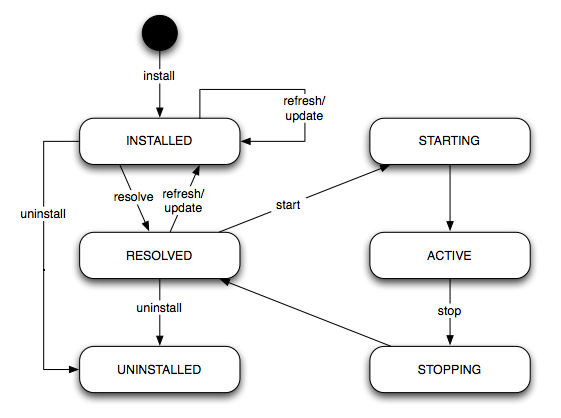 install
refresh/
update
INSTALLED
STARTING
resolve
refresh/
update
start
uninstall
RESOLVED
ACTIVE
uninstall
stop
UNINSTALLED
STOPPING